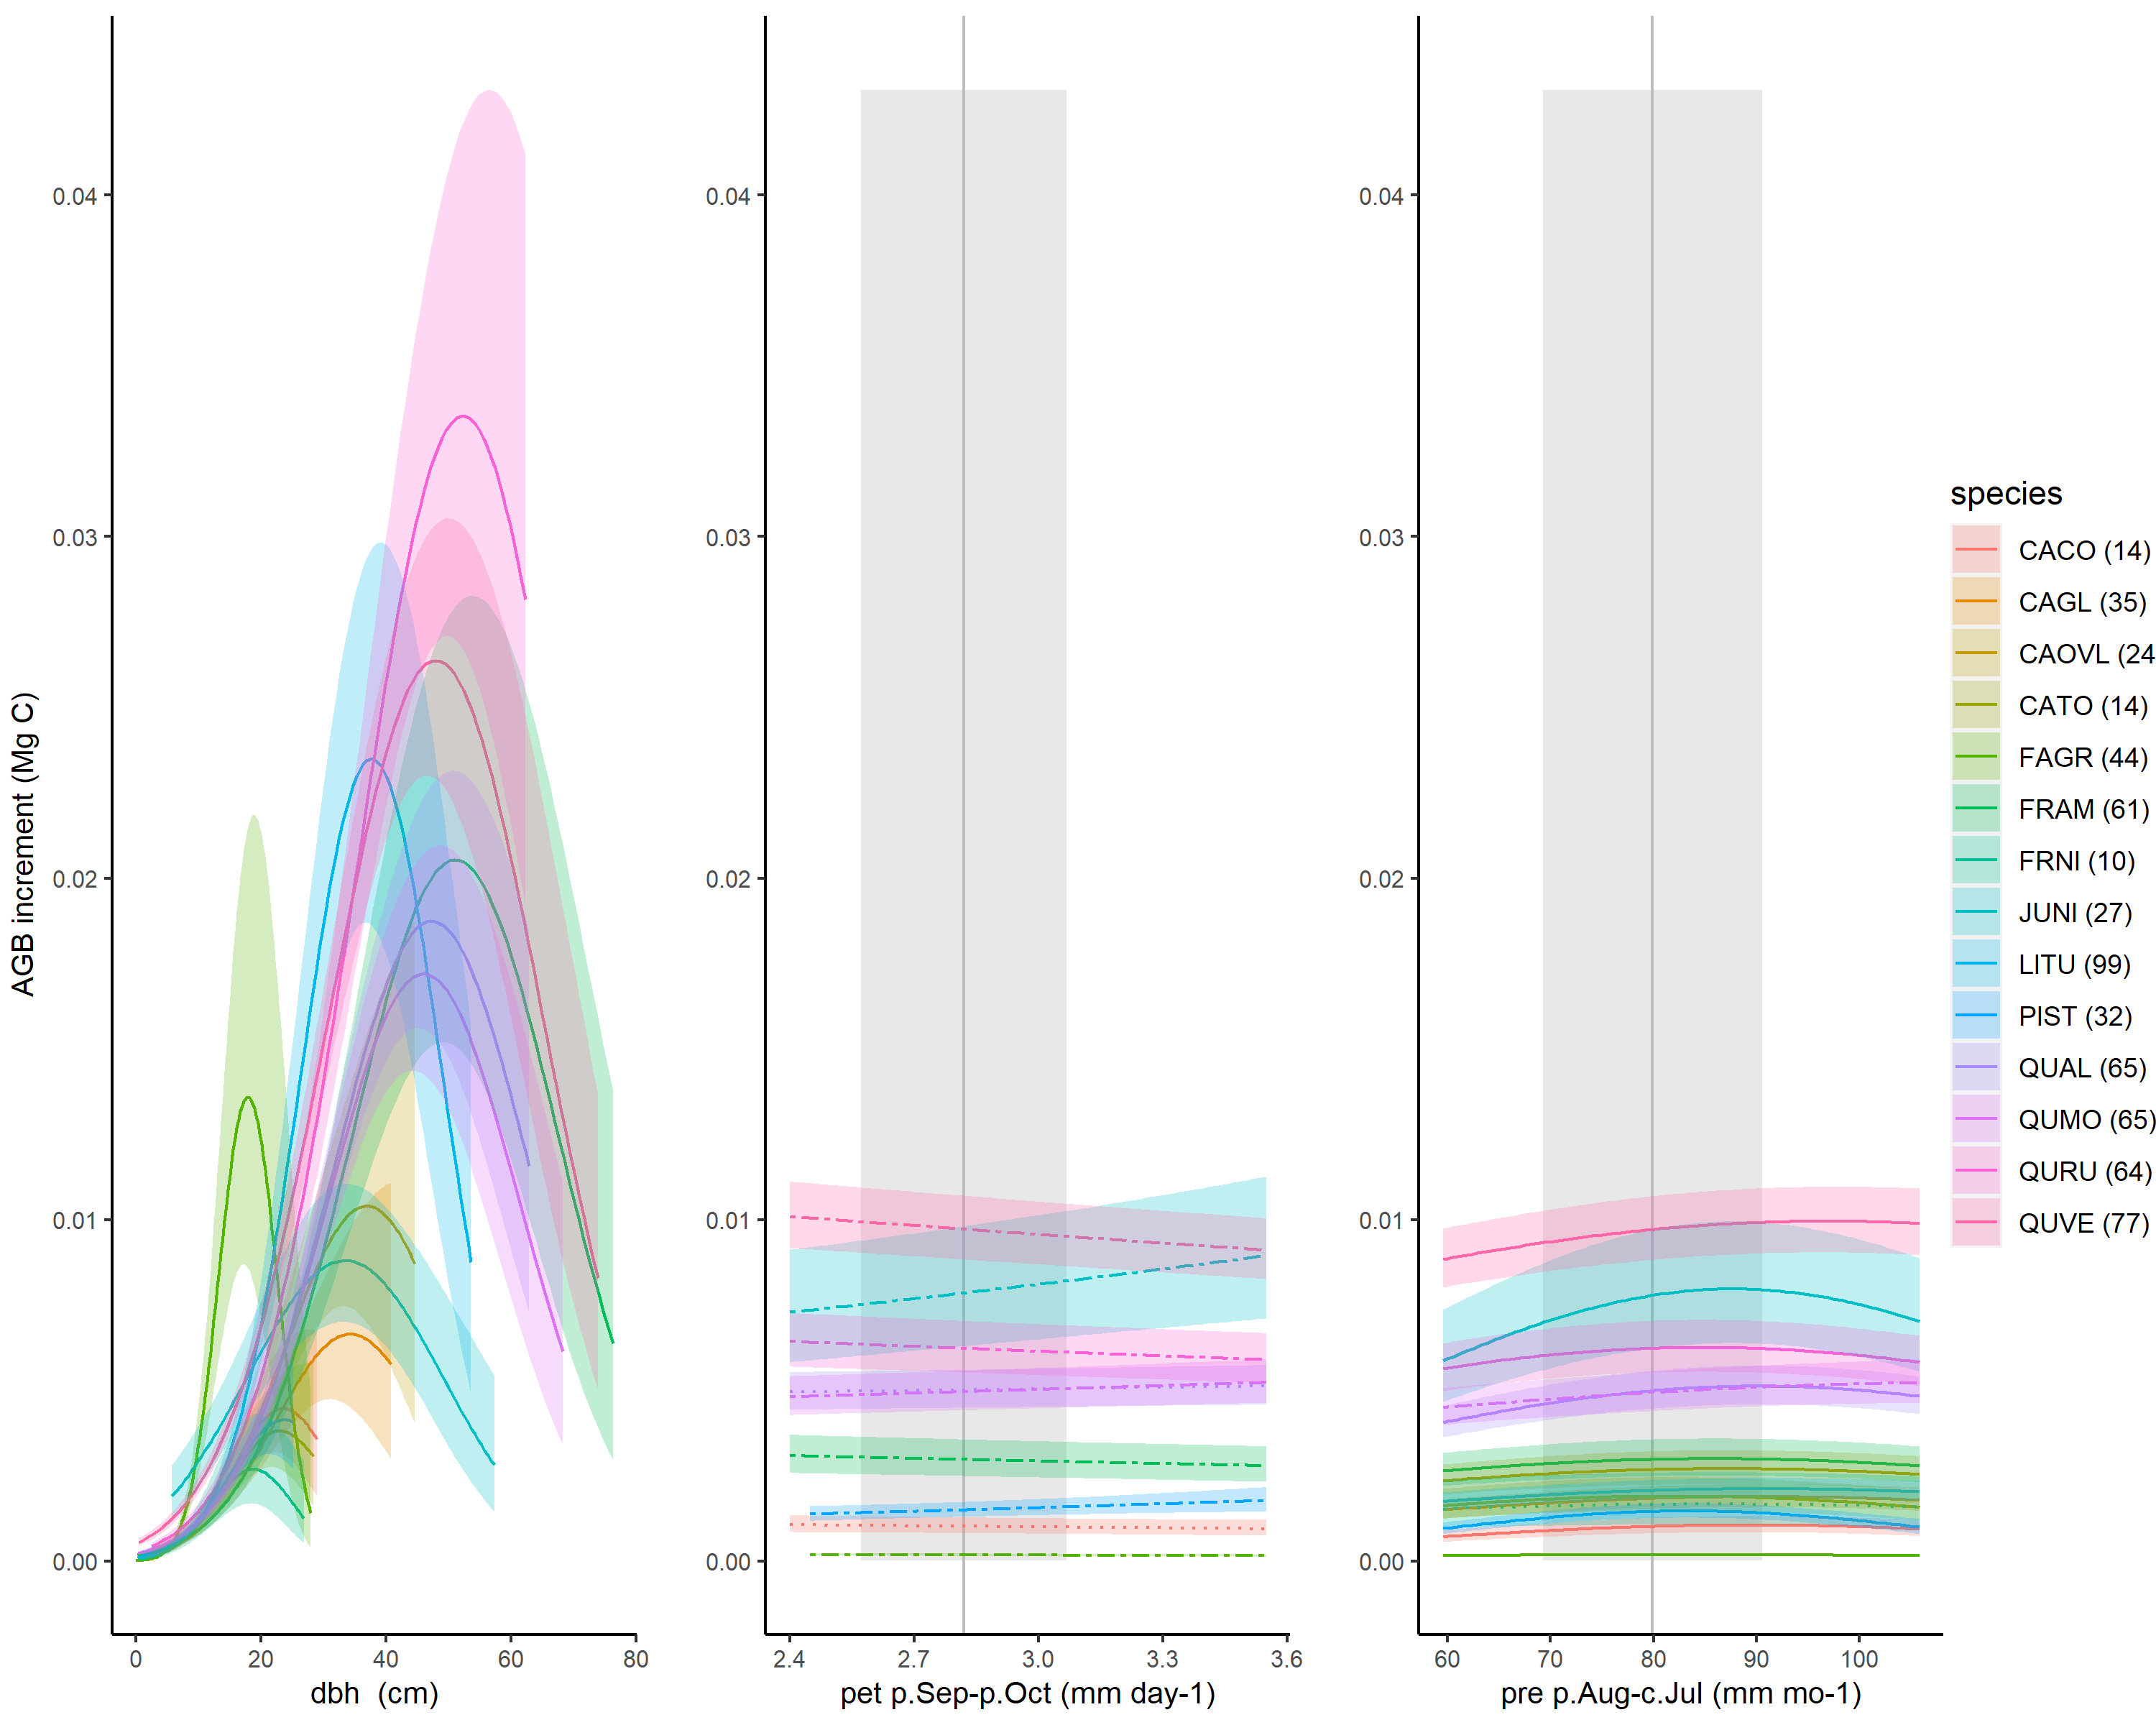 AGB increment (Mg C)
0.04
0.03
0.02
0.01
0.00
0 20 40 60 80
dbh (cm)
0.04
0.03
0.02
0.01
0.00
2.4 2.7 3.0 3.3 3.6
pet p.Sep-p.Oct (mm day-1)
0.04
0.03
0.02
0.01
0.00
60 70 80 90 100
pre p.Aug-c.Jul (mm mo-1)
species
CACO (14)
CAGL (35)
CAOVL (24
CATO (14)
FAGR (44)
FRAM (61)
FRNI (10)
JUNI (27)
LITU (99)
PIST (32)
QUAL (65)
QUMO (65)
QURU (64)
QUVE (77)